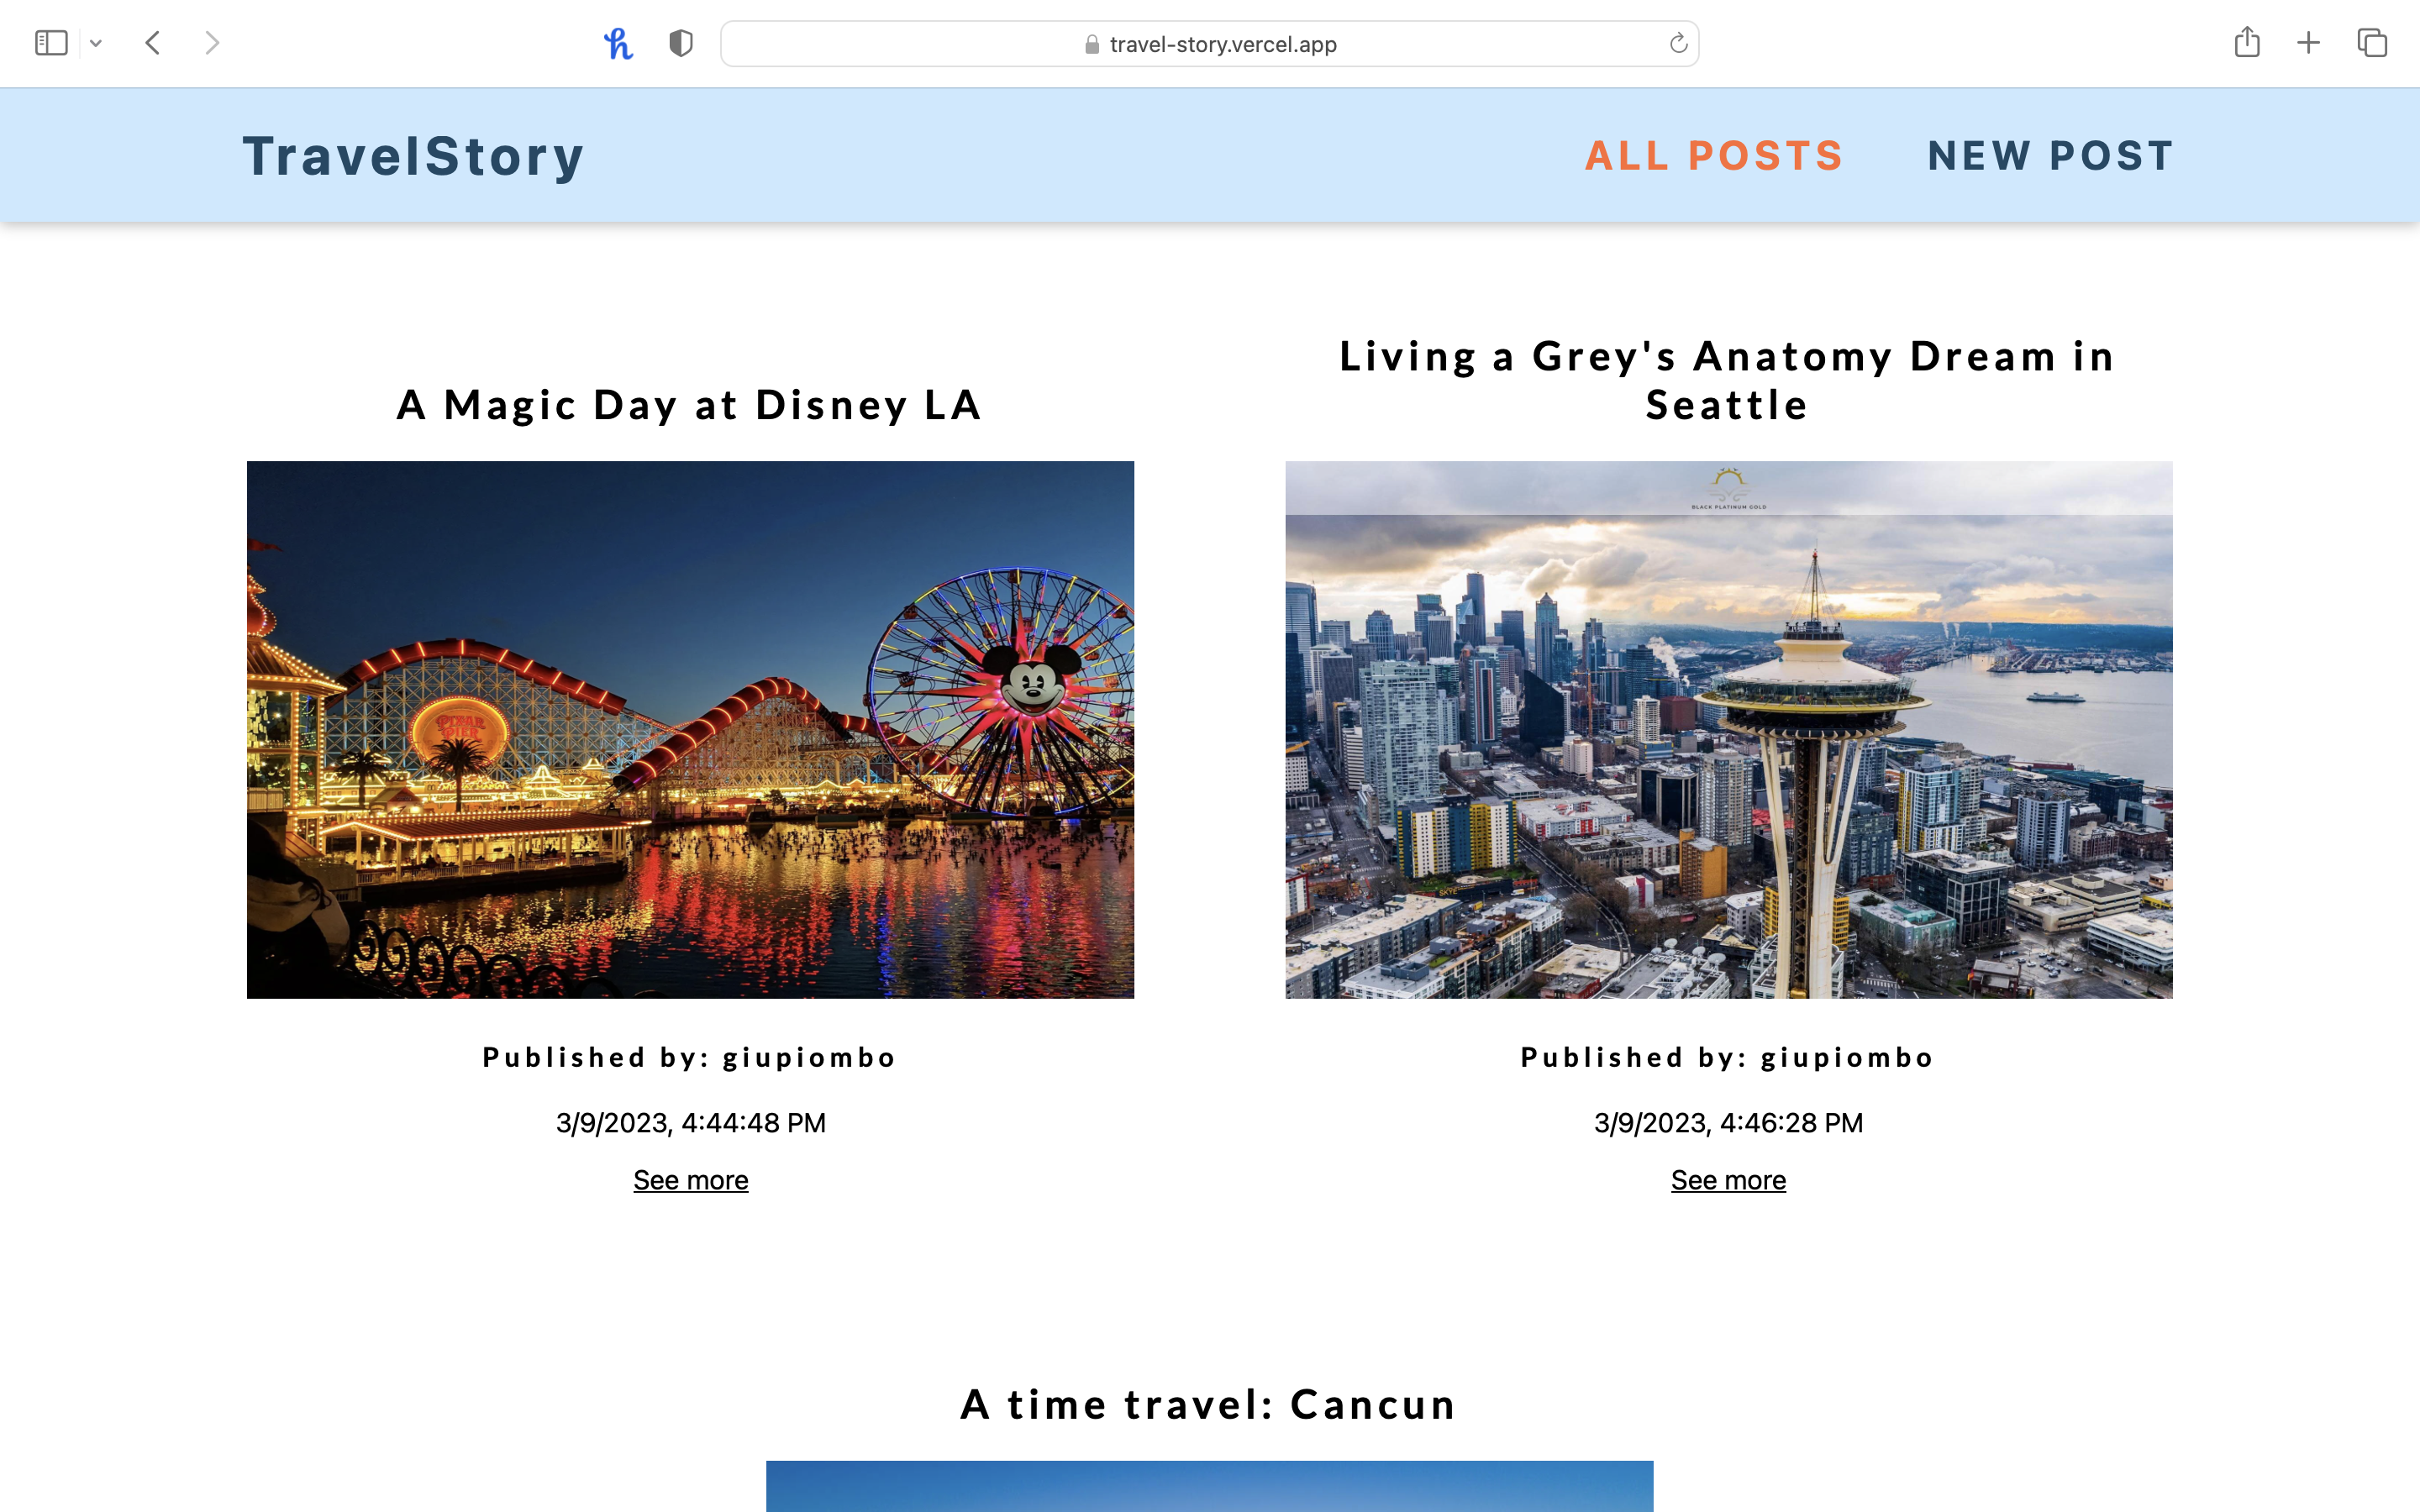 travel-story.vercel.app
TravelStory
ALL POSTS
NEW POST
A Magic Day at Disney LA
PIXAR
PIER
Published by: giupiombo
3/9/2023, 4:44:48 PM
See more
Living a Grey's Anatomy Dream in
Seattle
BLACK PLATINUM GOLD
SKYE
Published by: giupiombo
3/9/2023, 4:46:28 PM
See more
A time travel: Cancun